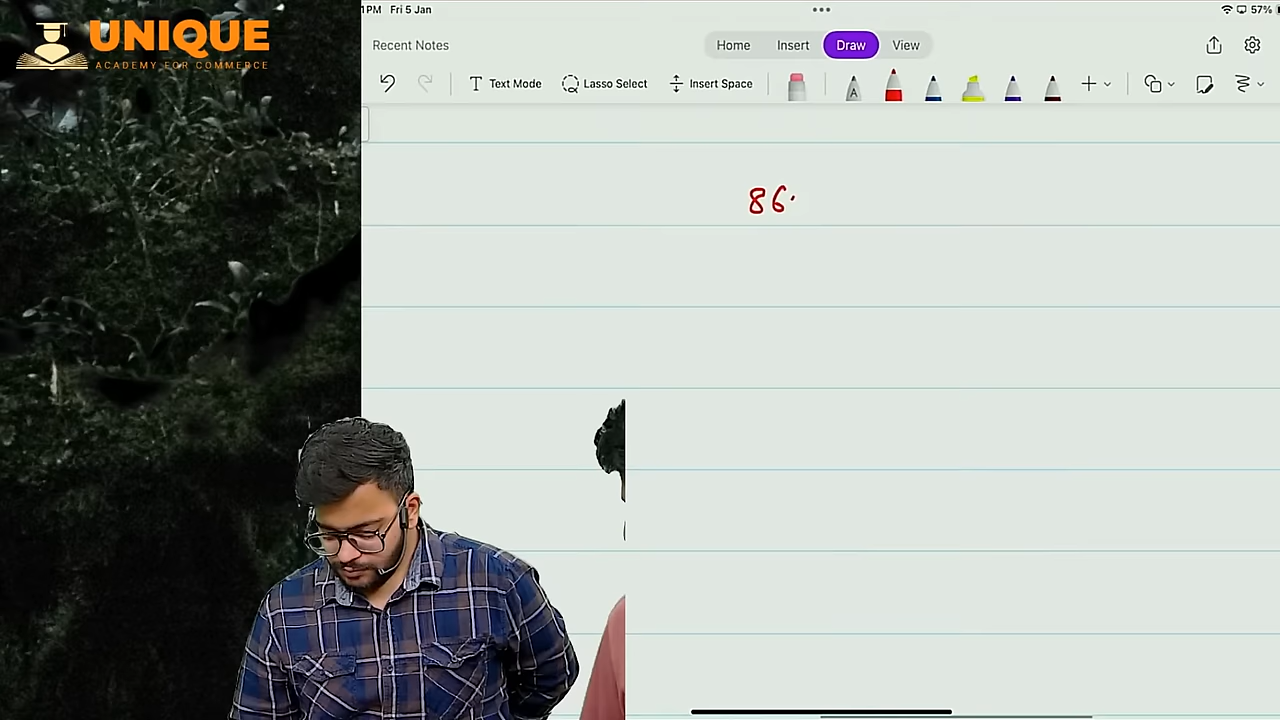 UNIQUE
ACADEMY FOR COMMERCE
1PM Fri 5 Jan
57%
Recent Notes
Home Insert Draw View
Text Mode Lasso Select Insert Space
A
86.